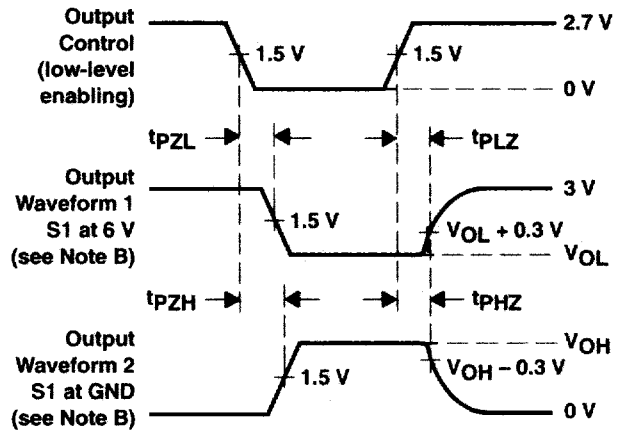 Output
Control
(low-level
enabling)
1.5 V
1.5 V
2.7 V
0 V
tPZL
tPLZ
Output
Waveform 1
S1 at 6 V
(see Note B)
1.5 V
3 V
VOL + 0.3 V
VOL
tPZH
tPHZ
Output
Waveform 2
S1 at GND
(see Note B)
1.5 V
VOH
VOH – 0.3 V
0 V